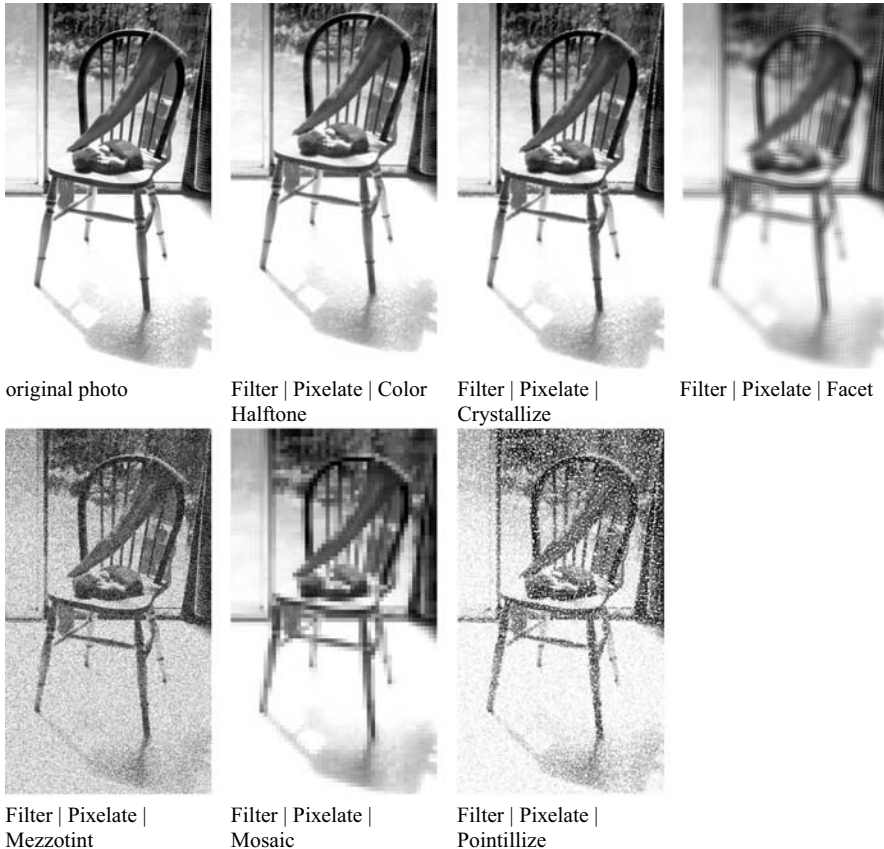 original photo
Filter | Pixelate | Color
Halftone
Filter | Pixelate |
Crystallize
Filter | Pixelate | Facet
Filter | Pixelate |
Mezzotint
Filter | Pixelate |
Mosaic
Filter | Pixelate |
Pointillize